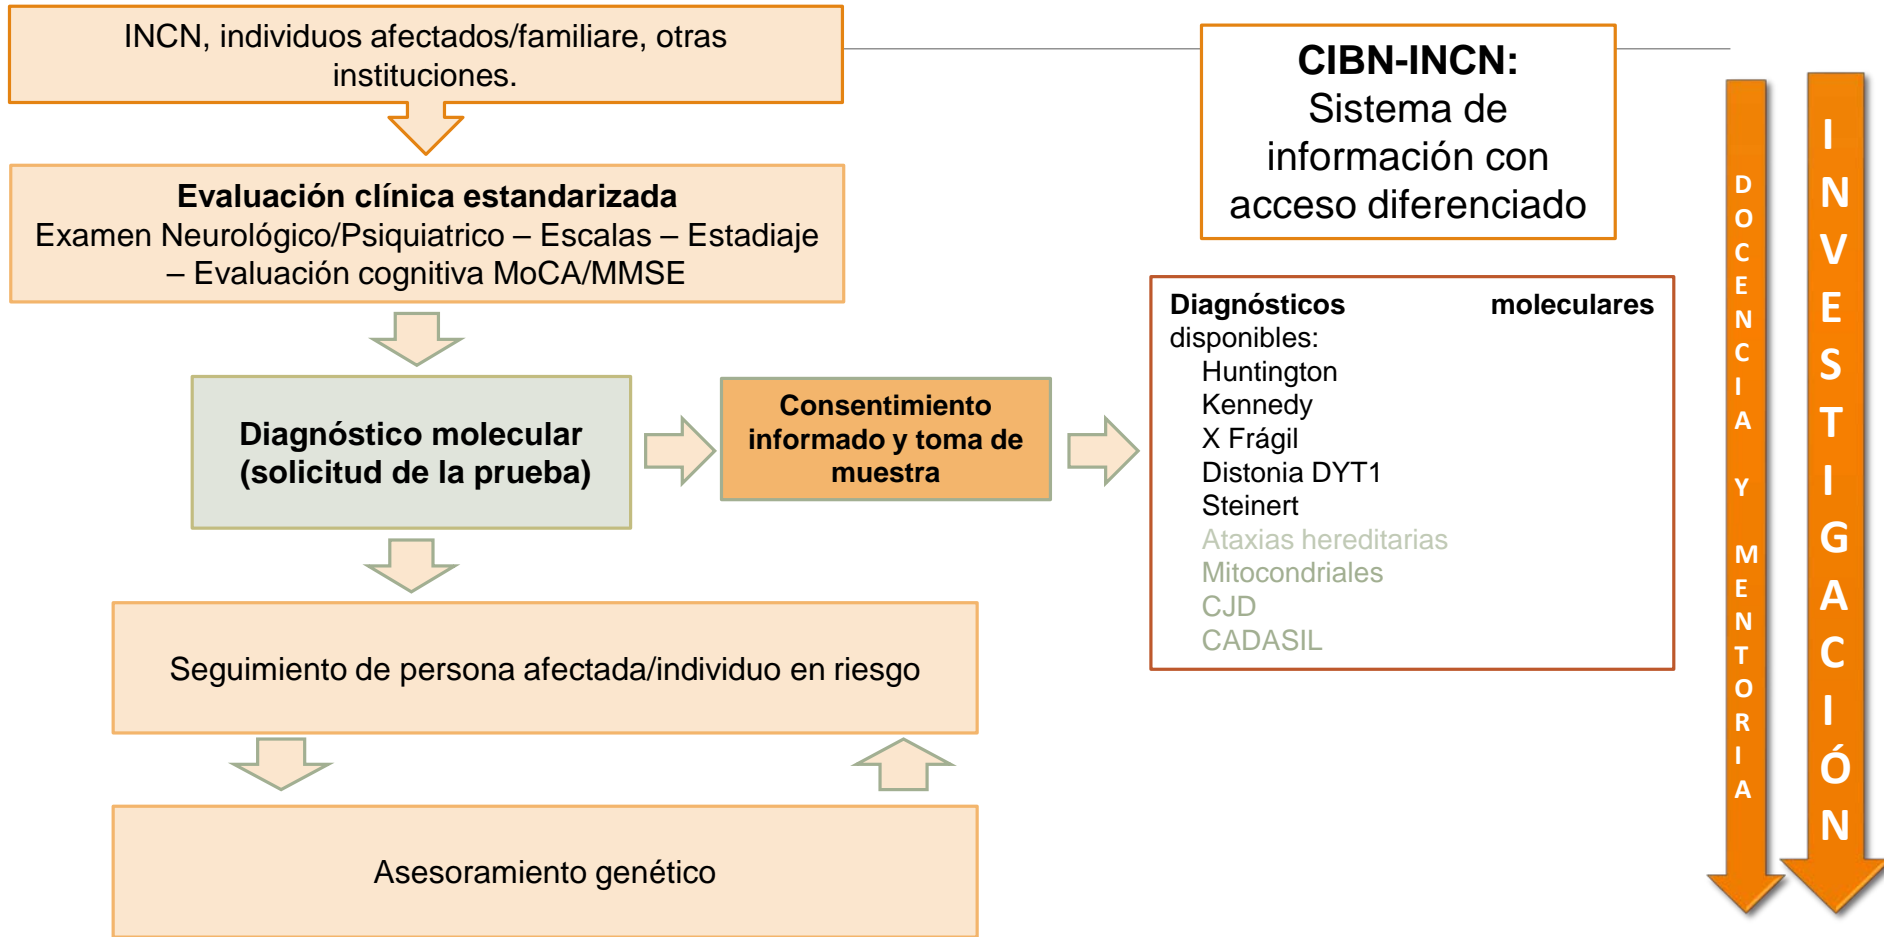 INCN, individuos afectados/familiare, otras
instituciones.
Evaluación clínica estandarizada
Examen Neurológico/Psiquiatrico – Escalas – Estadiaje
– Evaluación cognitiva MoCA/MMSE
Diagnóstico molecular
(solicitud de la prueba)
Consentimiento
informado y toma de
muestra
Seguimiento de persona afectada/individuo en riesgo
Asesoramiento genético
CIBN-INCN:
Sistema de
información con
acceso diferenciado
Diagnósticos moleculares
disponibles:
Huntington
Kennedy
X Frágil
Distonia DYT1
Steinert
Ataxias hereditarias
Mitocondriales
CJD
CADASIL
DOCENCIA Y MENTORIA
INVESTIGACIÓN